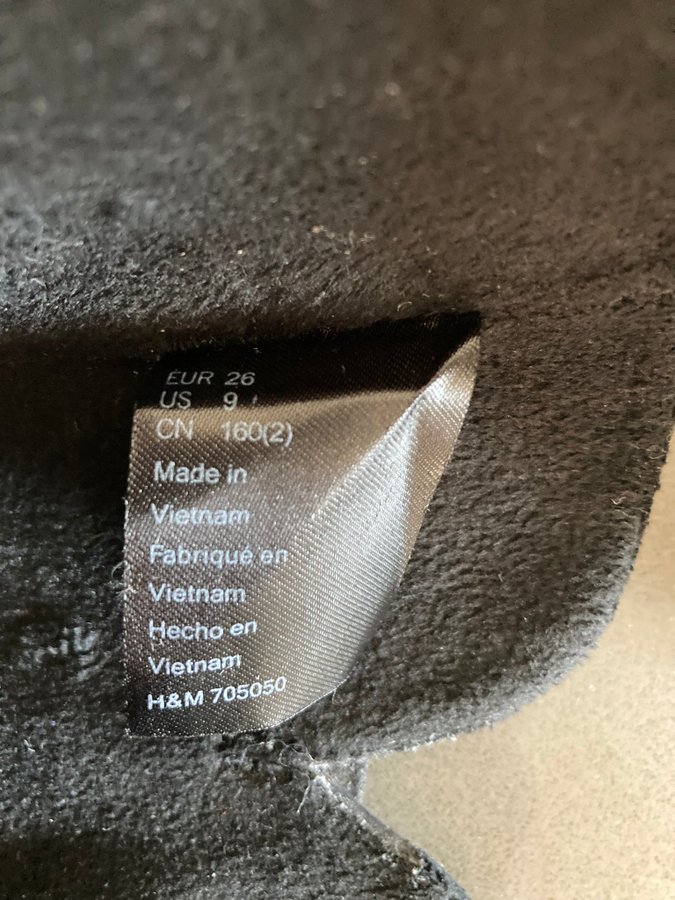 EUR 26
US 9
CN 160(2)
Made in
Vietnam
Fabriqué en
Vietnam
Hecho en
Vietnam
H&M 705050